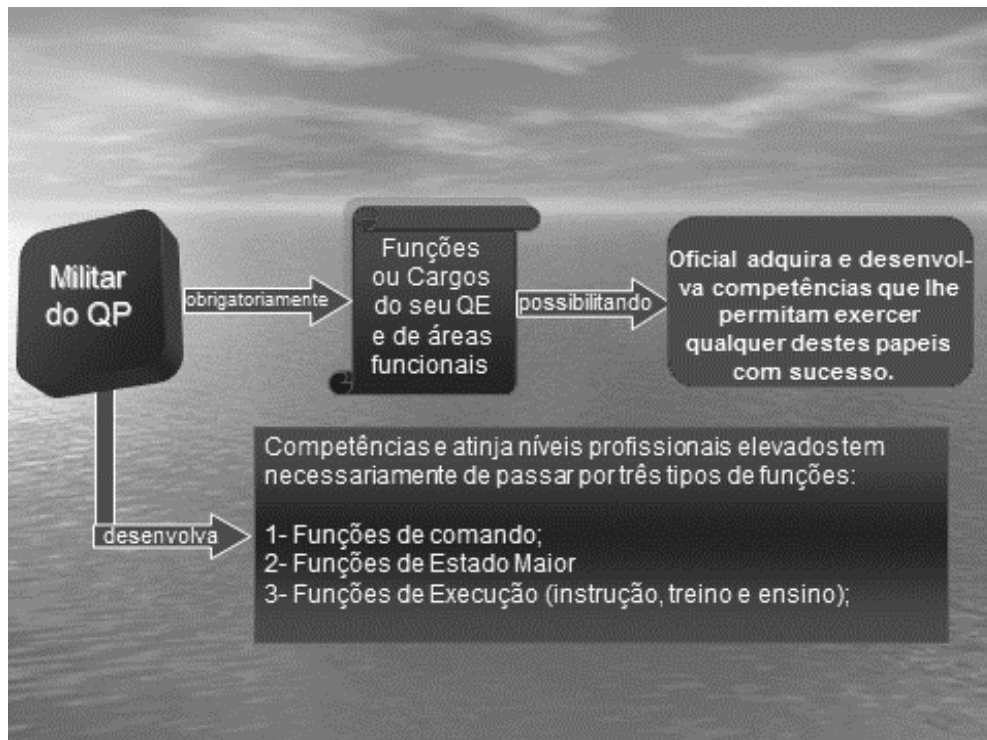 Militar
do QP
obrigatoriamente
Funções
ou Cargos
do seu QE
e de áreas
funcionais
possibilitando
Oficial adquira e desenvol-
va competências que lhe
permitam exercer
qualquer destes papeis
com sucesso.
desenvolva
Competências e atinja níveis profissionais elevados tem
necessariamente de passar por três tipos de funções:
1- Funções de comando;
2- Funções de Estado Maior
3- Funções de Execução (instrução, treino e ensino);